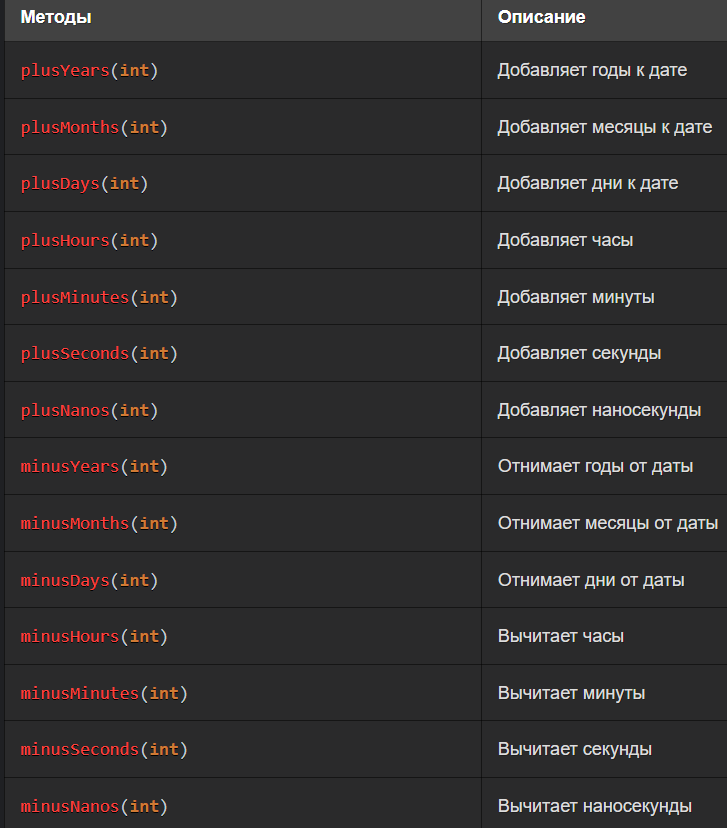 Методы Описание
plusYears(int) Добавляет годы к дате
plusMonths(int) Добавляет месяцы к дате
plusDays(int) Добавляет дни к дате
plusHours(int) Добавляет часы
plusMinutes(int) Добавляет минуты
plusSeconds(int) Добавляет секунды
plusNanos(int) Добавляет наносекунды
minusYears(int) Отнимает годы от даты
minusMonths(int) Отнимает месяцы от даты
minusDays(int) Отнимает дни от даты
minusHours(int) Вычитает часы
minusMinutes(int) Вычитает минуты
minusSeconds(int) Вычитает секунды
minusNanos(int) Вычитает наносекунды